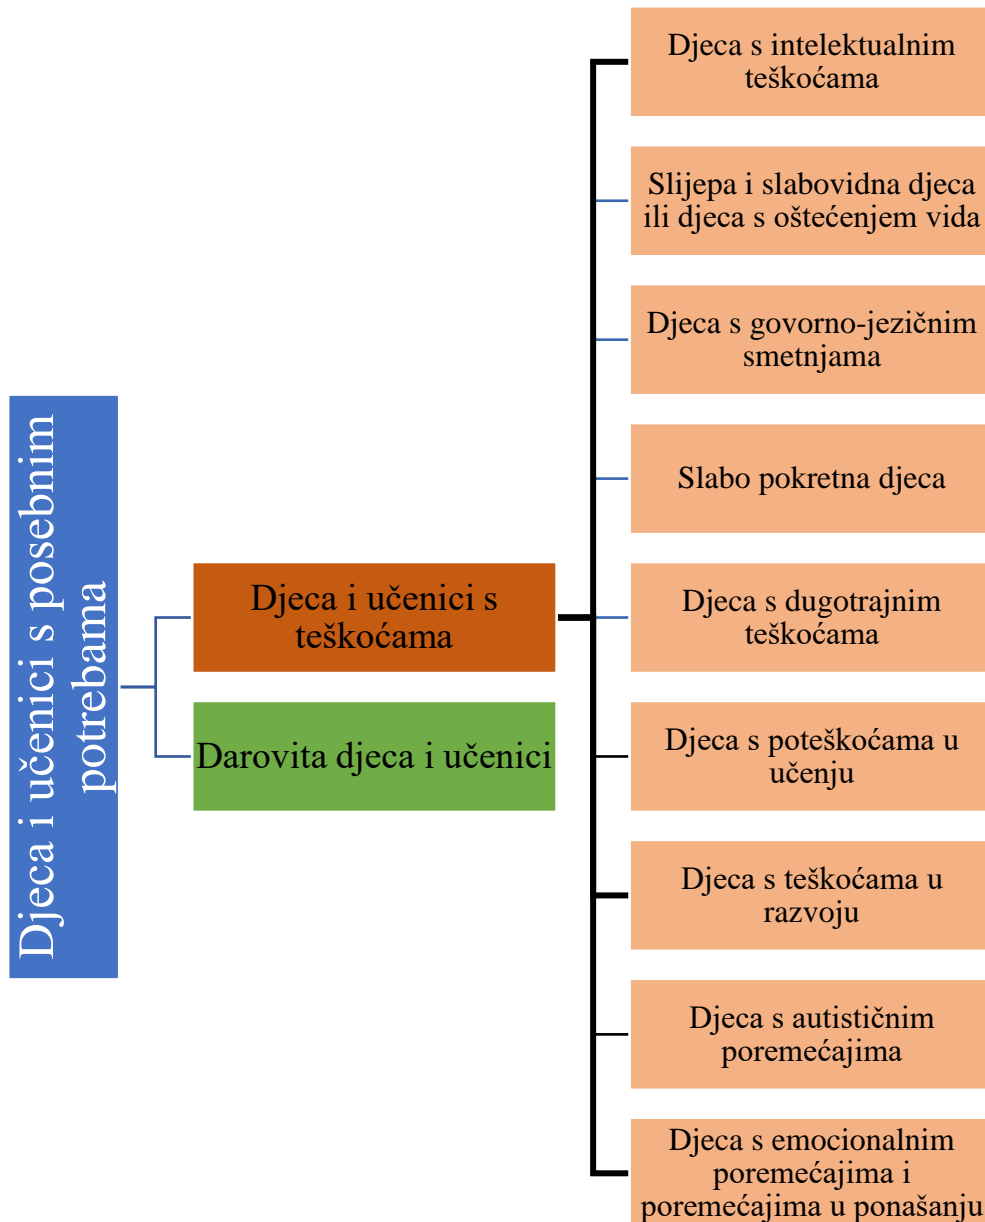 Djeca i učenici s posebnim
potrebama
Djeca i učenici s
teškoćama
Darovita djeca i učenici
Djeca s intelektualnim
teškoćama
Slijepa i slabovidna djeca
ili djeca s oštećenjem vida
Djeca s govorno-jezičnim
smetnjama
Slabo pokretna djeca
Djeca s dugotrajnim
teškoćama
Djeca s poteškoćama u
učenju
Djeca s teškoćama u
razvoju
Djeca s autističnim
poremećajima
Djeca s emocionalnim
poremećajima i
poremećajima u ponašanju